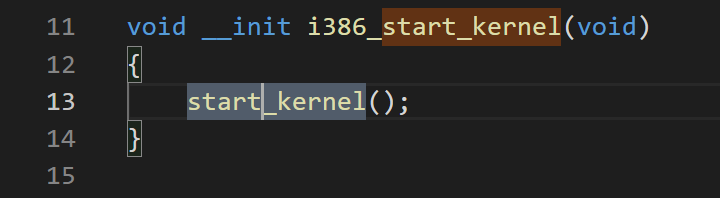 11 void __init i386_start_kernel(void)
12 {
13     start_kernel();
14 }
15